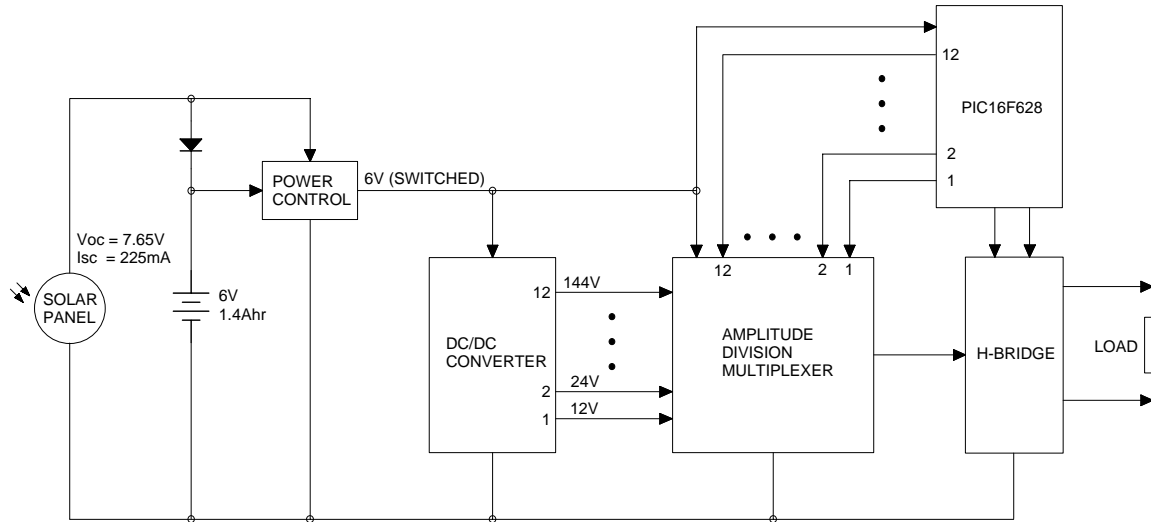 12
PIC16F628
2
1
POWER
CONTROL
6V (SWITCHED)
Voc = 7.65V
Isc = 225mA
SOLAR
PANEL
6V
1.4Ahr
12
2
1
12
144V
DC/DC
CONVERTER
AMPLITUDE
DIVISION
MULTIPLEXER
H-BRIDGE
LOAD
2
24V
1
12V